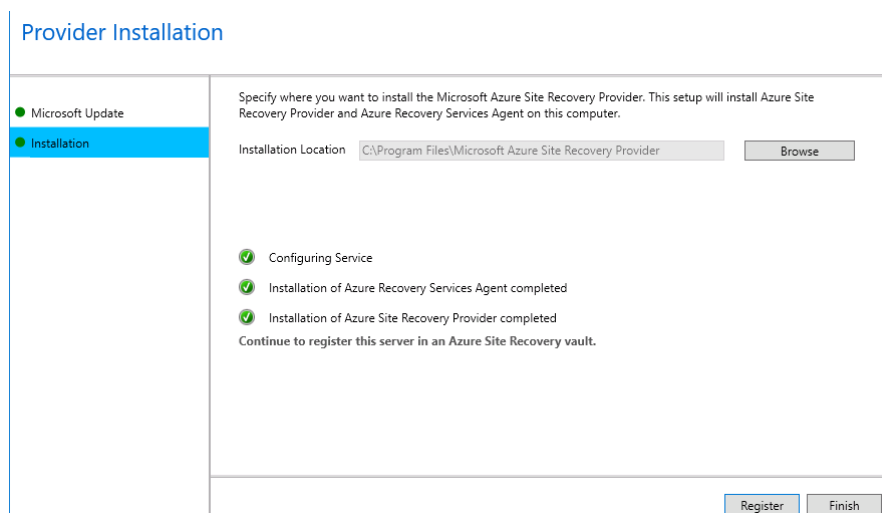 Provider Installation
Microsoft Update
Installation
Specify where you want to install the Microsoft Azure Site Recovery Provider. This setup will install Azure Site
Recovery Provider and Azure Recovery Services Agent on this computer.
Installation Location C:\Program Files\Microsoft Azure Site Recovery Provider Browse
Configuring Service
Installation of Azure Recovery Services Agent completed
Installation of Azure Site Recovery Provider completed
Continue to register this server in an Azure Site Recovery vault.
Register Finish